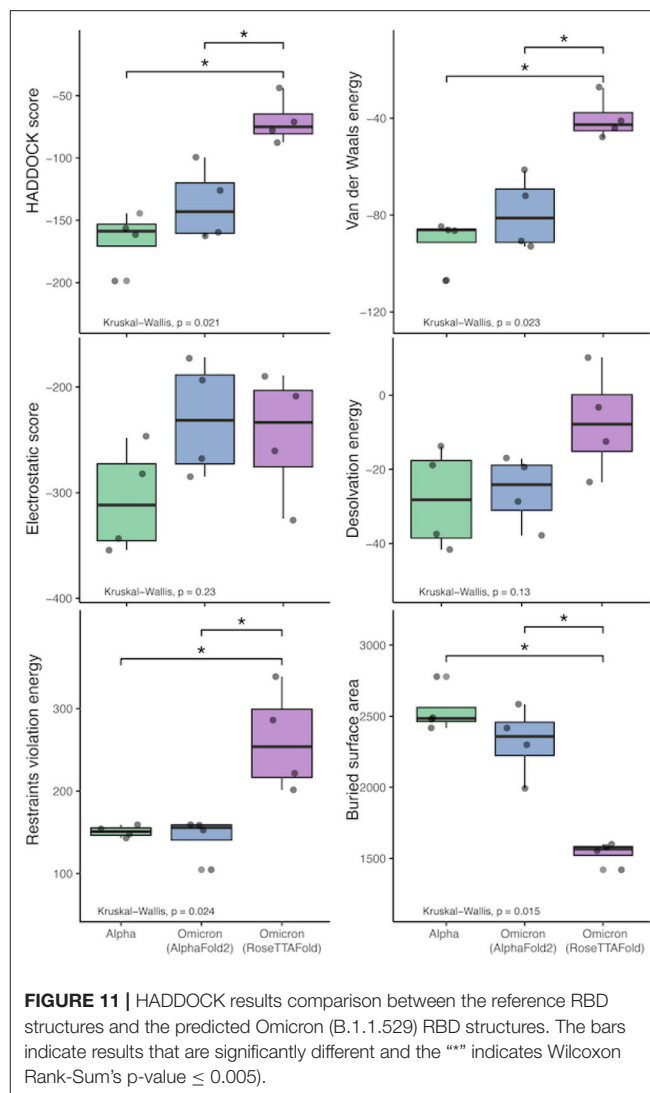 * *
* *
HADDOCK score
-50
-100
-150
-200
Kruskal-Wallis, p = 0.021
Van der Waals energy
-40
-80
-120
Kruskal-Wallis, p = 0.023
Electrostatic score
-200
-300
-400
Kruskal-Wallis, p = 0.23
Desolvation energy
0
-20
-40
Kruskal-Wallis, p = 0.13
* *
* *
Restraints violation energy
300
200
100
Kruskal-Wallis, p = 0.024
Buried surface area
3000
2500
2000
1500
Kruskal-Wallis, p = 0.015
Alpha
Omicron
(AlphaFold2)
Omicron
(RoseTTAFold)
Alpha
Omicron
(AlphaFold2)
Omicron
(RoseTTAFold)
FIGURE 11 | HADDOCK results comparison between the reference RBD
structures and the predicted Omicron (B.1.1.529) RBD structures. The bars
indicate results that are significantly different and the “*” indicates Wilcoxon
Rank-Sum’s p-value ≤ 0.005).